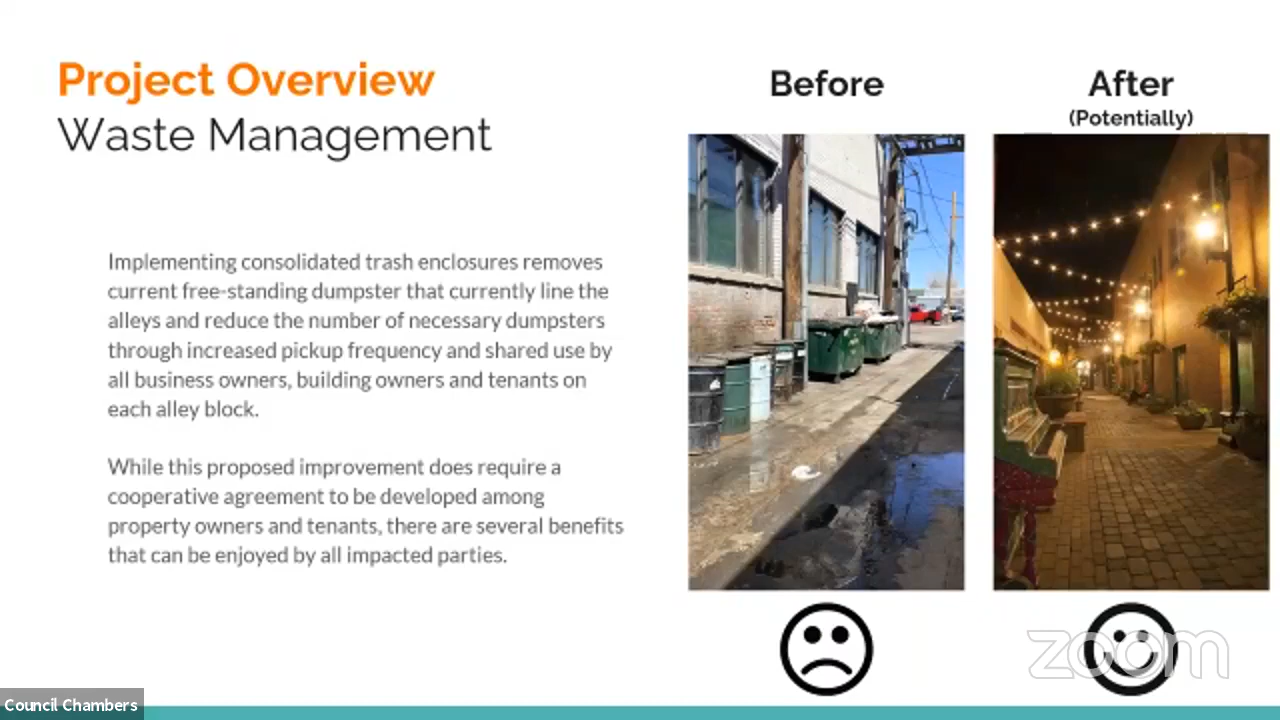 Project Overview
Waste Management
Before
After
(Potentially)
Implementing consolidated trash enclosures removes
current free-standing dumpster that currently line the
alleys and reduce the number of necessary dumpsters
through increased pickup frequency and shared use by
all business owners, building owners and tenants on
each alley block.
While this proposed improvement does require a
cooperative agreement to be developed among
property owners and tenants, there are several benefits
that can be enjoyed by all impacted parties.
zoom
Council Chambers